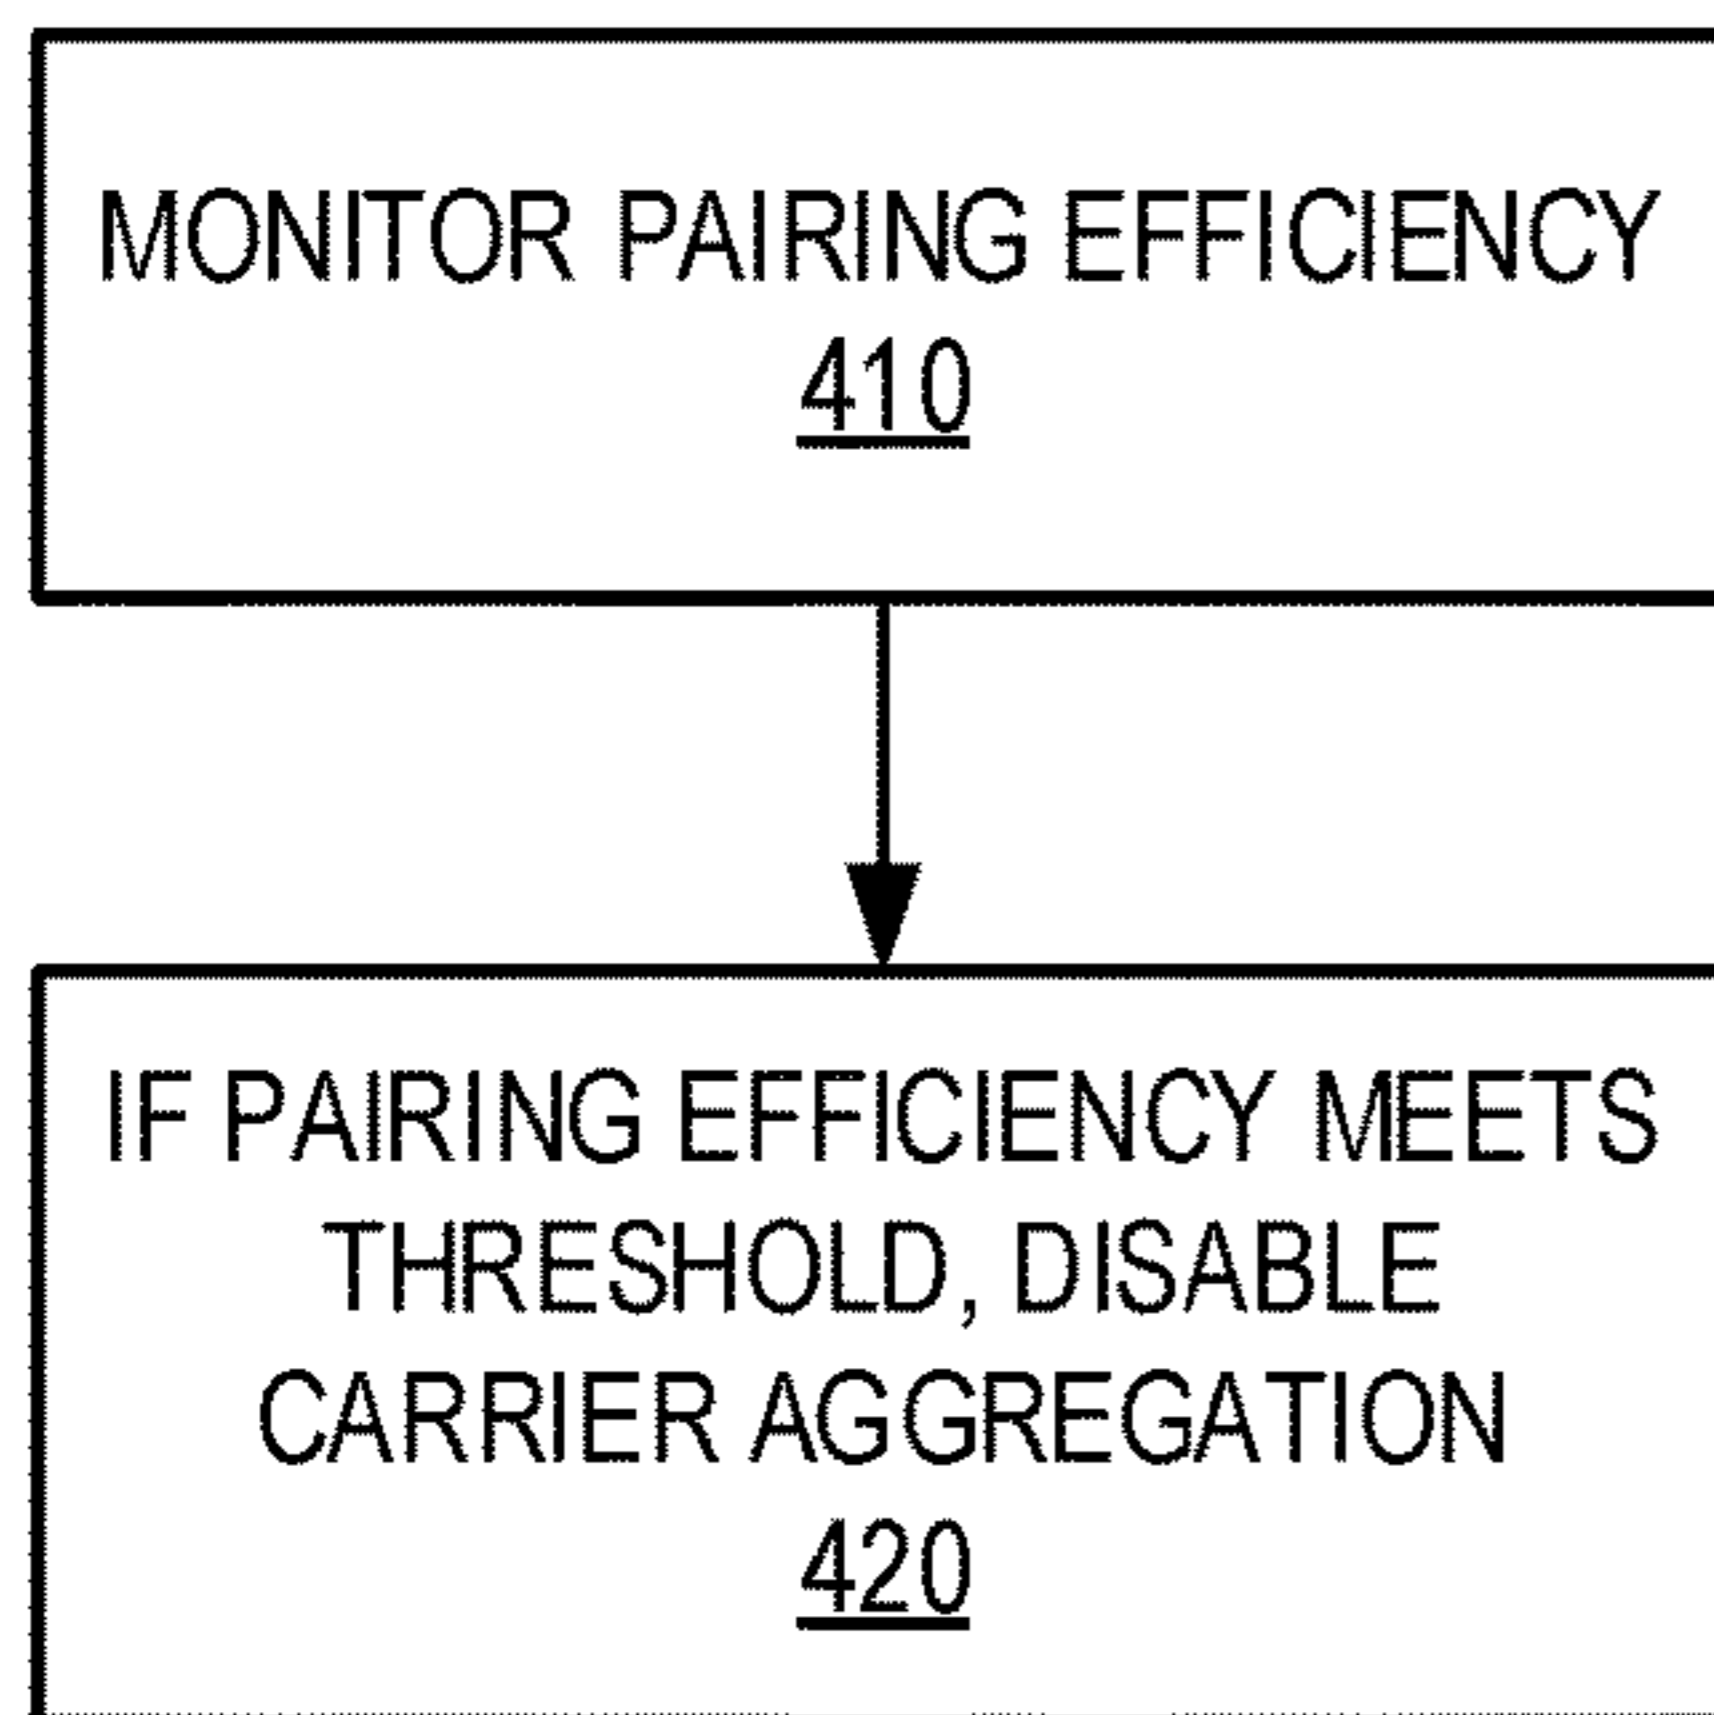 MONITOR PAIRING EFFICIENCY
410
IF PAIRING EFFICIENCY MEETS
THRESHOLD, DISABLE
CARRIER AGGREGATION
420